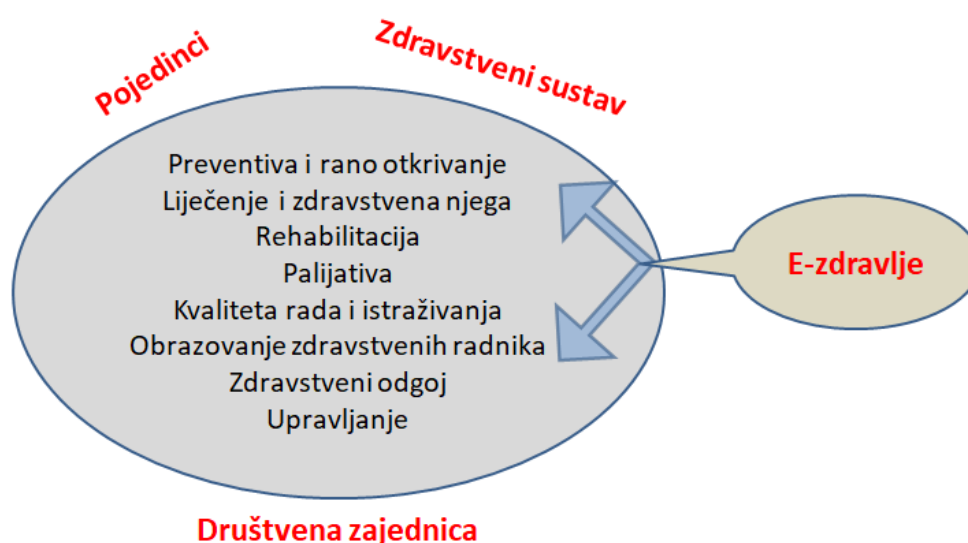 Pojedinci
Zdravstveni sustav
Preventiva i rano otkrivanje
Liječenje i zdravstvena njega
Rehabilitacija
Palijativa
Kvaliteta rada i istraživanja
Obrazovanje zdravstvenih radnika
Zdravstveni odgoj
Upravljanje
E-zdravlje
Društvena zajednica